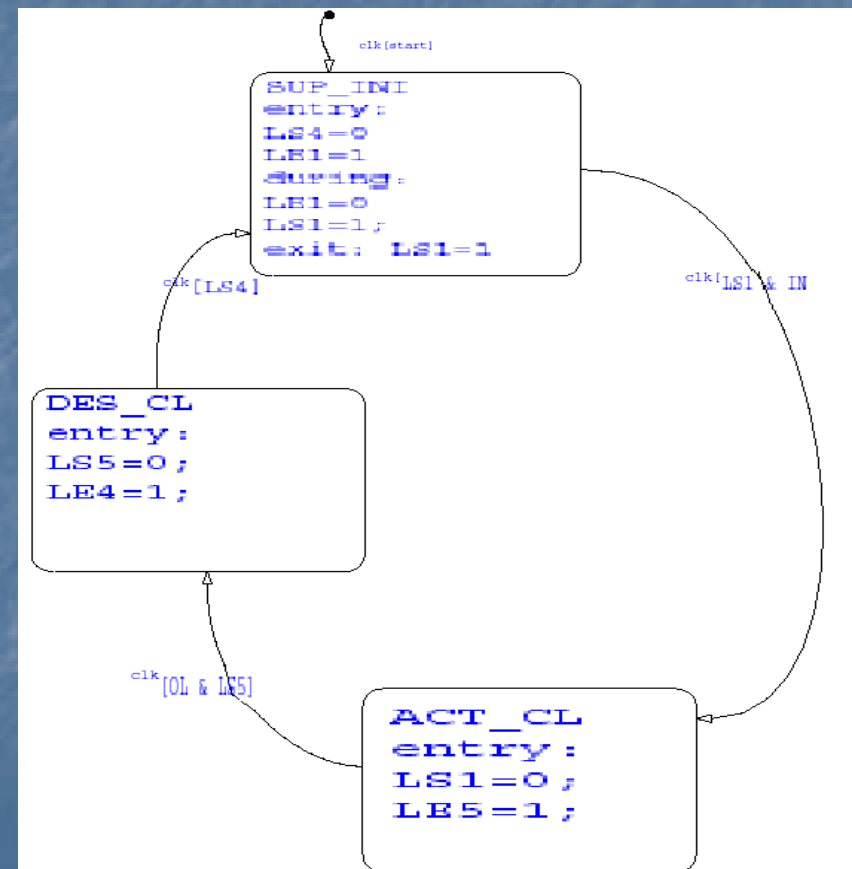 clk[start]
SUP_INI
entry:
LS4=0
LE1=1
during:
LE1=0
LS1=1;
exit: LS1=1
clk[LS4]
clk[LS1 & IN
DES_CL
entry:
LS5=0;
LE4=1;
clk[OL & LS5]
ACT_CL
entry:
LS1=0;
LE5=1;